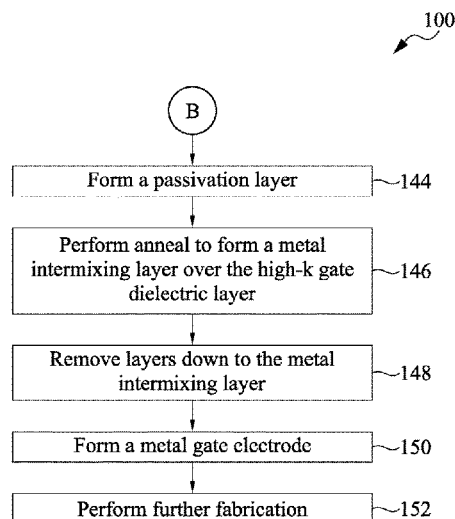 100
B
Form a passivation layer
144
Perform anneal to form a metal
intermixing layer over the high-k gate
dielectric layer
146
Remove layers down to the metal
intermixing layer
148
Form a metal gate electrode
150
Perform further fabrication
152